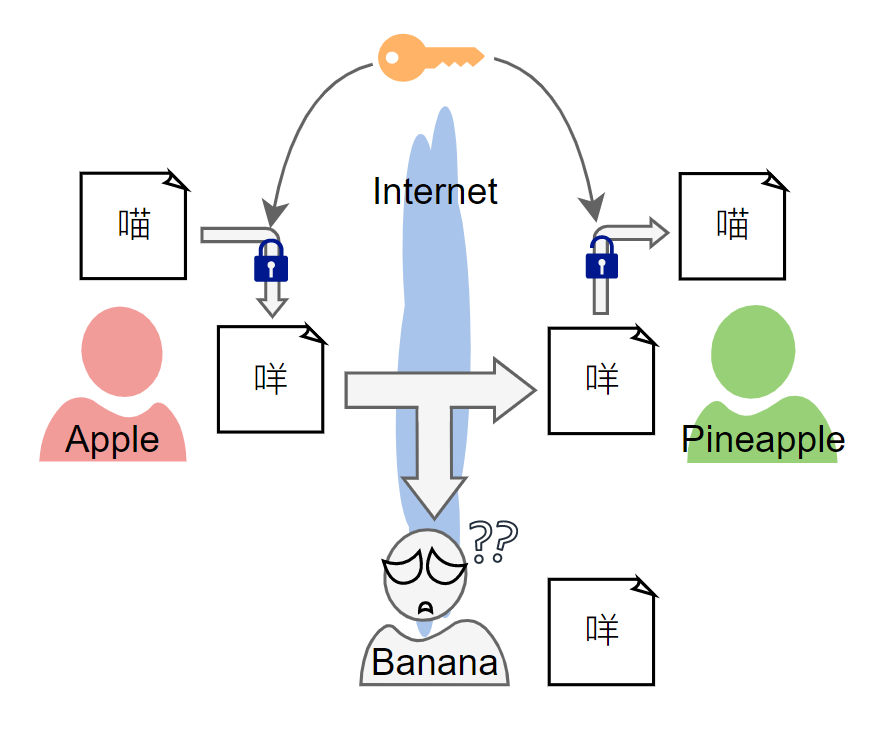 Internet
喵
喵
咩
咩
Apple
Pineapple
??
Banana
咩